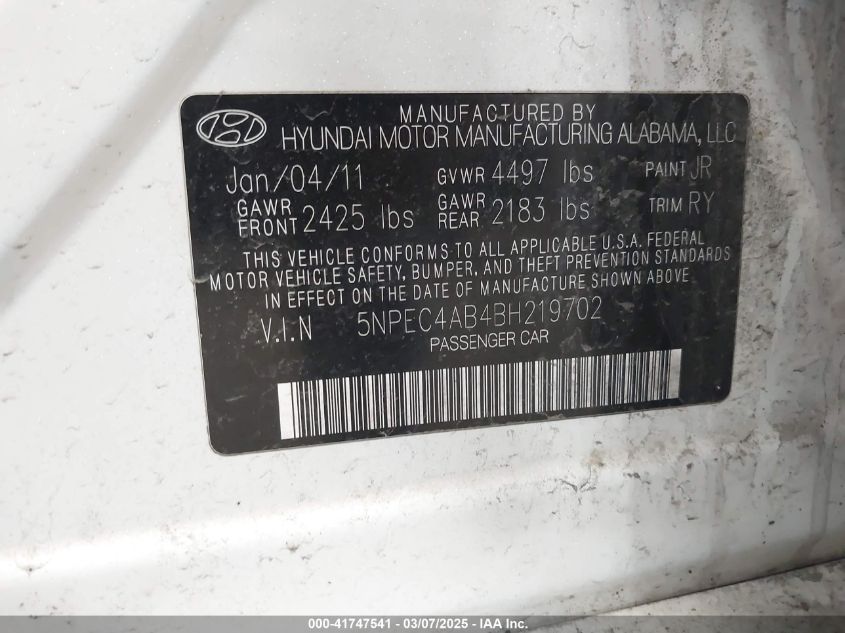 MANUFACTURED BY
HYUNDAI MOTOR MANUFACTURING ALABAMA, LLC
Jan/04/11 GVWR 4497 lbs PAINT JR
GAWR FRONT 2425 lbs GAWR REAR 2183 lbs TRIM RY
THIS VEHICLE CONFORMS TO ALL APPLICABLE U.S.A. FEDERAL
MOTOR VEHICLE SAFETY, BUMPER, AND THEFT PREVENTION STANDARDS
IN EFFECT ON THE DATE OF MANUFACTURE SHOWN ABOVE
V.I.N 5NPEC4AB4BH219702
PASSENGER CAR
000-41747541 - 03/07/2025 - IAAI.COM